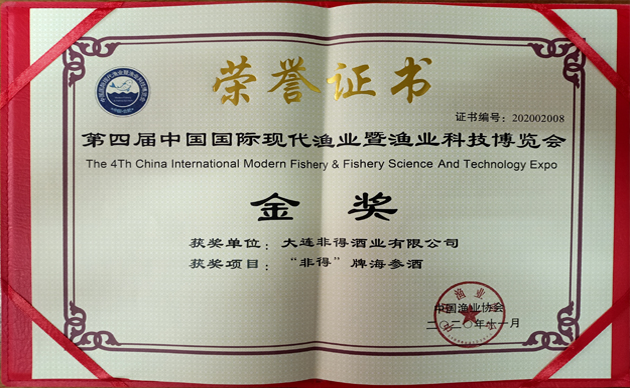 荣誉证书
证书编号：202002008
第四届中国国际现代渔业暨渔业科技博览会
The 4Th China International Modern Fishery & Fishery Science And Technology Expo
金奖
获奖单位：大连非得酒业有限公司
获奖项目：“非得”牌海参酒
中国渔业协会
二〇二〇年十一月